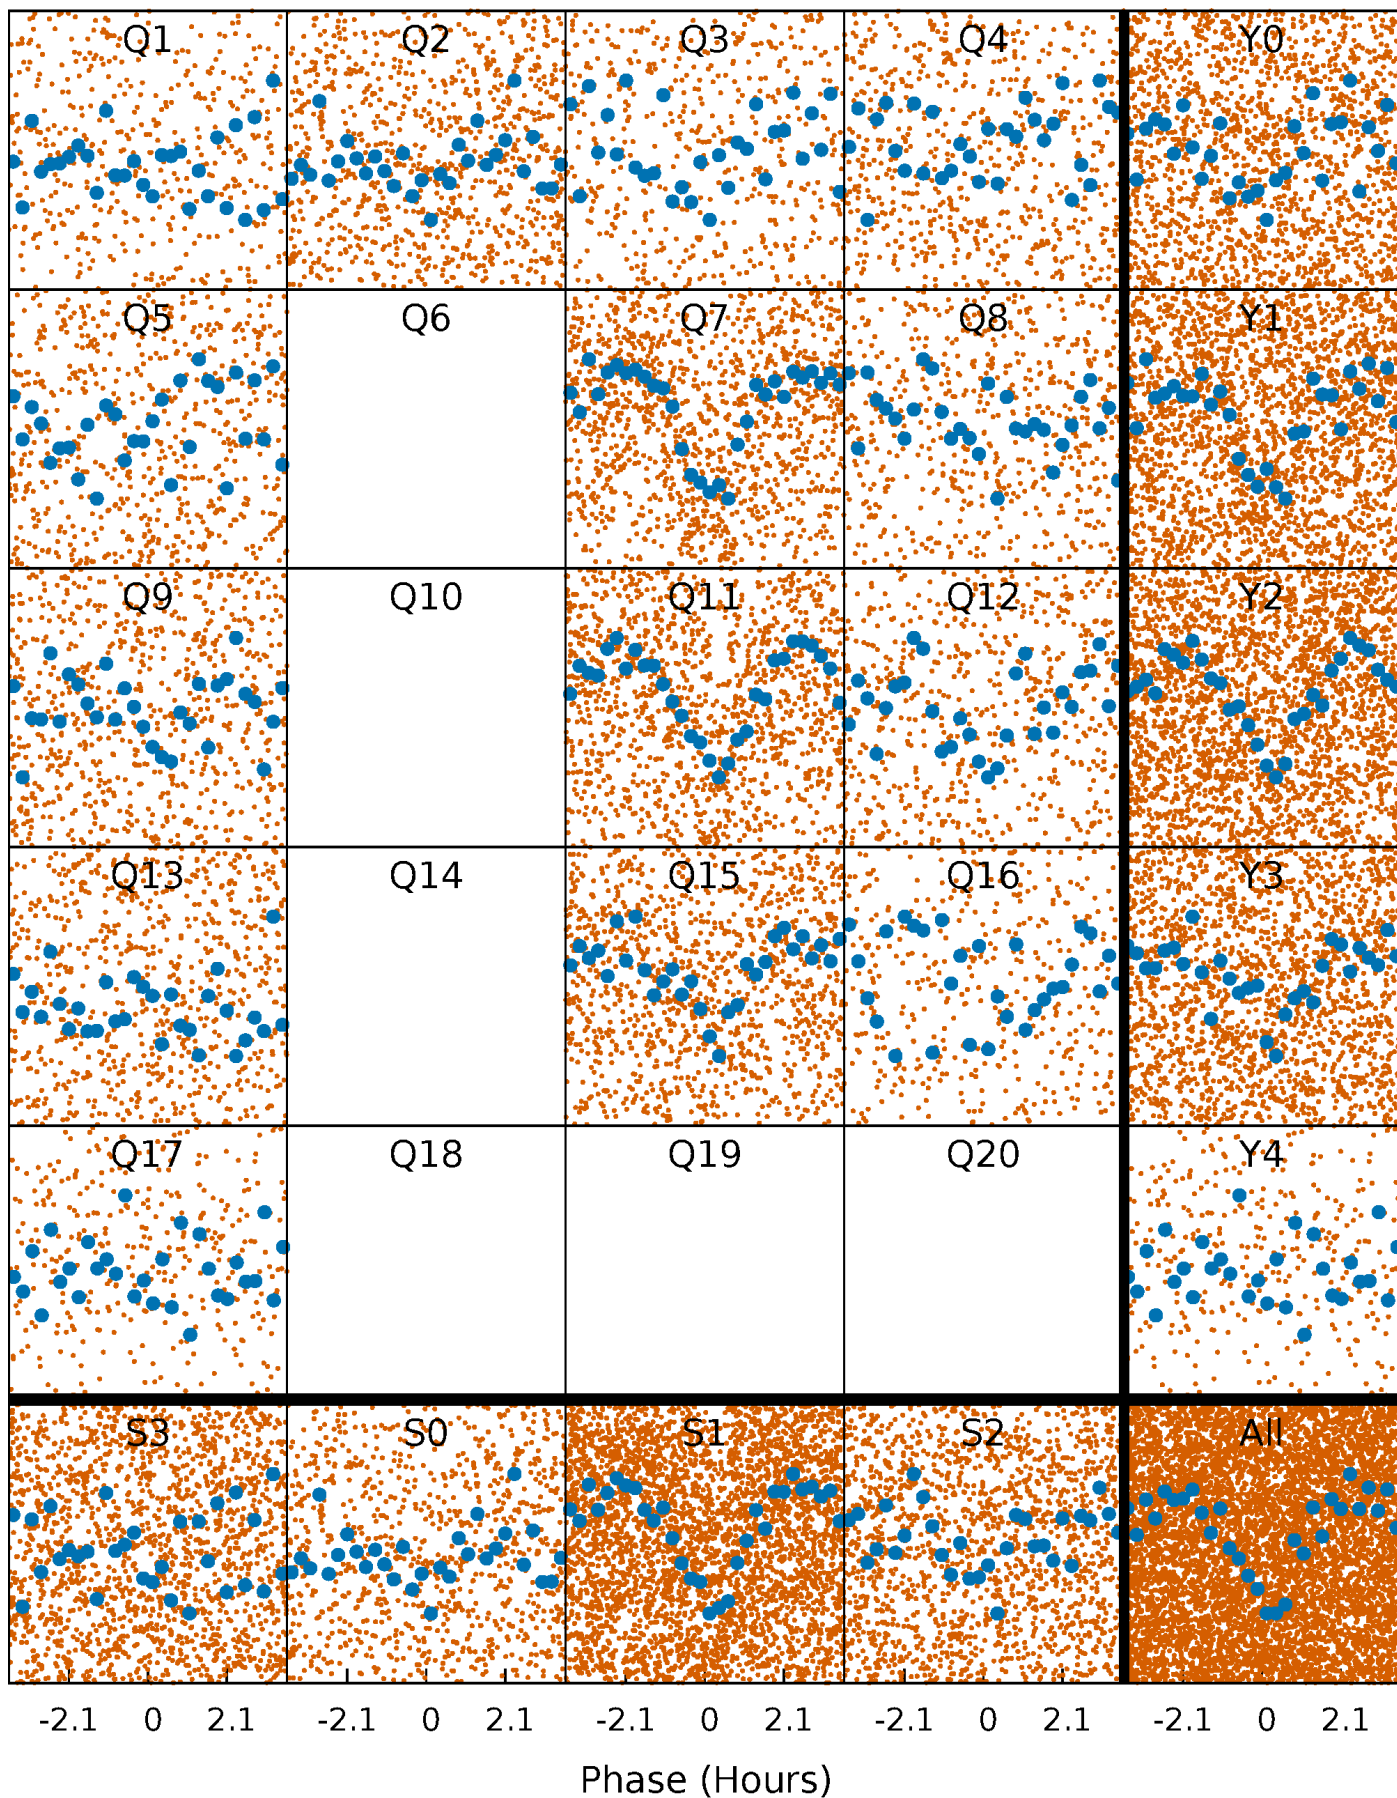 Q1 Q2 Q3 Q4 Y0
Q5 Q6 Q7 Q8 Y1
Q9 Q10 Q11 Q12 Y2
Q13 Q14 Q15 Q16 Y3
Q17 Q18 Q19 Q20 Y4
S3 S0 S1 S2 All
-2.1 0 2.1 -2.1 0 2.1 -2.1 0 2.1 -2.1 0 2.1 -2.1 0 2.1
Phase (Hours)